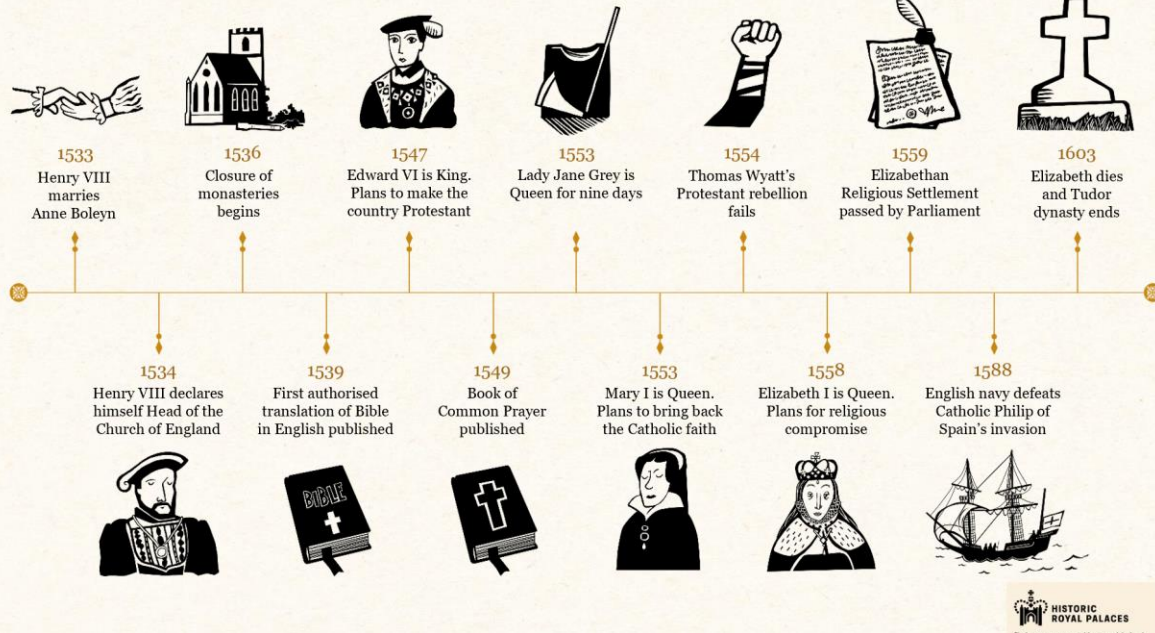 1533
Henry VIII
marries
Anne Boleyn
1536
Closure of
monasteries
begins
1547
Edward VI is King.
Plans to make the
country Protestant
1553
Lady Jane Grey is
Queen for nine days
1554
Thomas Wyatt’s
Protestant rebellion
fails
1559
Elizabethan
Religious Settlement
passed by Parliament
1603
Elizabeth dies
and Tudor
dynasty ends
1534
Henry VIII declares
himself Head of the
Church of England
1539
First authorised
translation of Bible
in English published
1549
Book of
Common Prayer
published
1553
Mary I is Queen.
Plans to bring back
the Catholic faith
1558
Elizabeth I is Queen.
Plans for religious
compromise
1588
English navy defeats
Catholic Philip of
Spain’s invasion
BIBLE
HISTORIC
ROYAL PALACES